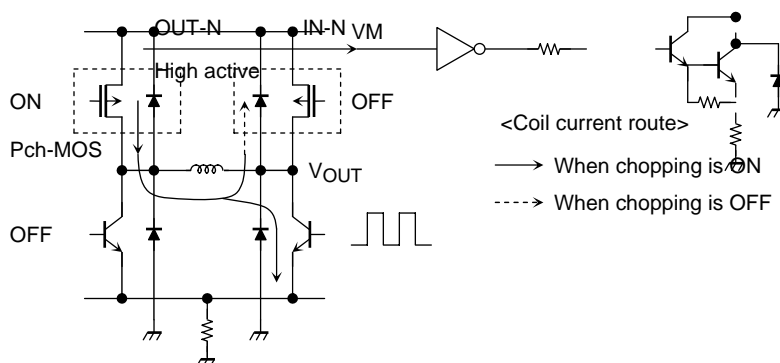 OUT-N
IN-N
VM
High active
ON
OFF
Pch-MOS
<Coil current route>
VOUT
When chopping is ON
When chopping is OFF
OFF